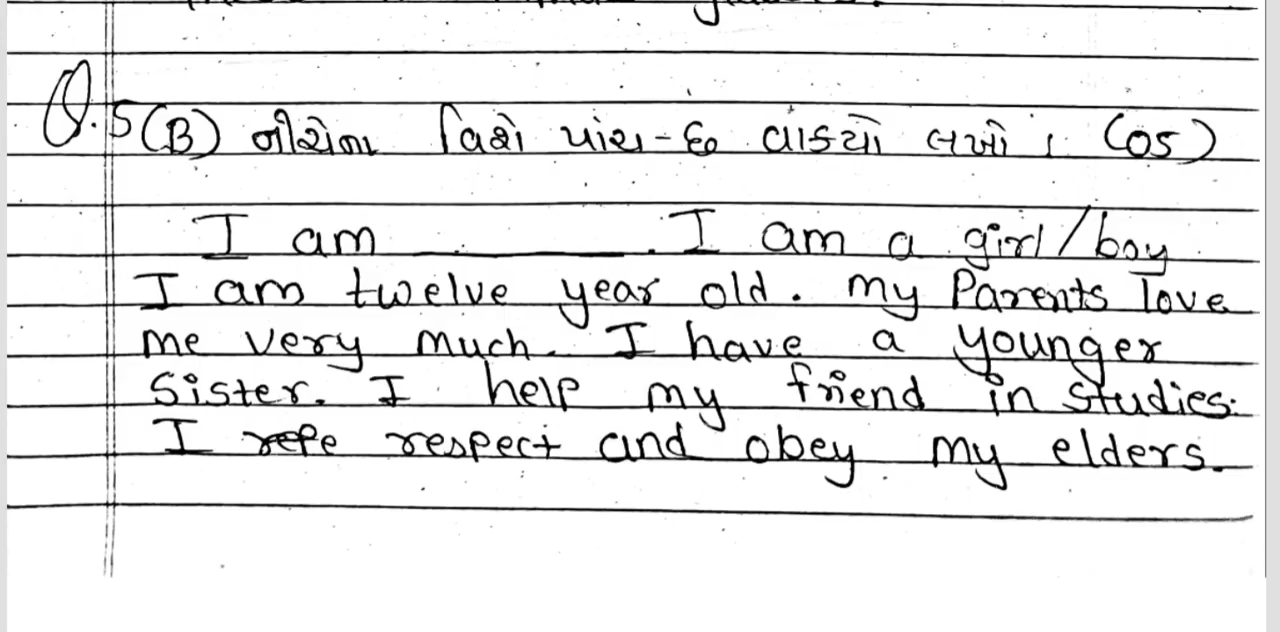 Q.5(B) નીચેના વિશે પાંચ-છ વાક્યો લખો। (05)
I am ______. I am a girl/boy
I am twelve year old. my Parents love
me very much. I have a younger
Sister. I help my friend in studies.
I respect and obey my elders.